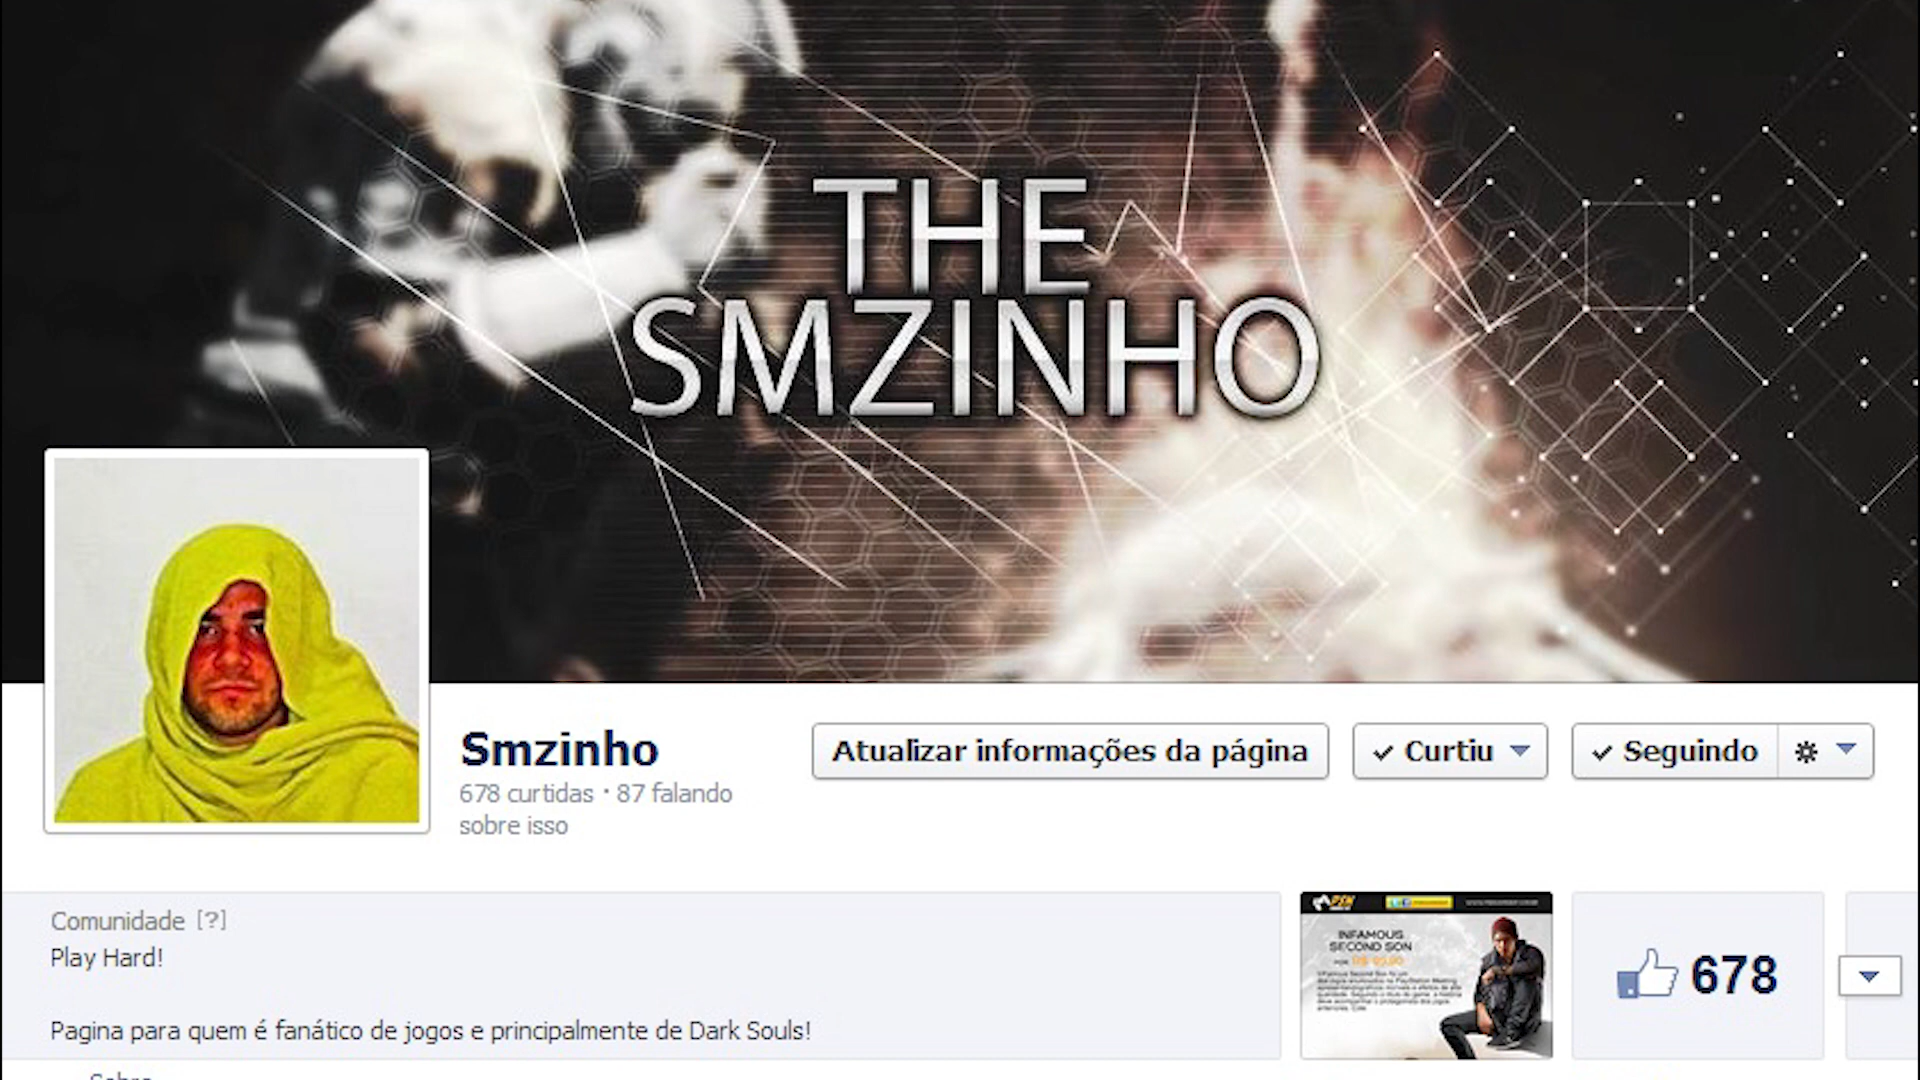 THE
SMZINHO
Smzinho
Atualizar informações da página
Curtiu
Seguindo
678 curtidas · 87 falando
sobre isso
Comunidade [?]
Play Hard!
Pagina para quem é fanático de jogos e principalmente de Dark Souls!
PSN
INFAMOUS
SECOND SON
678